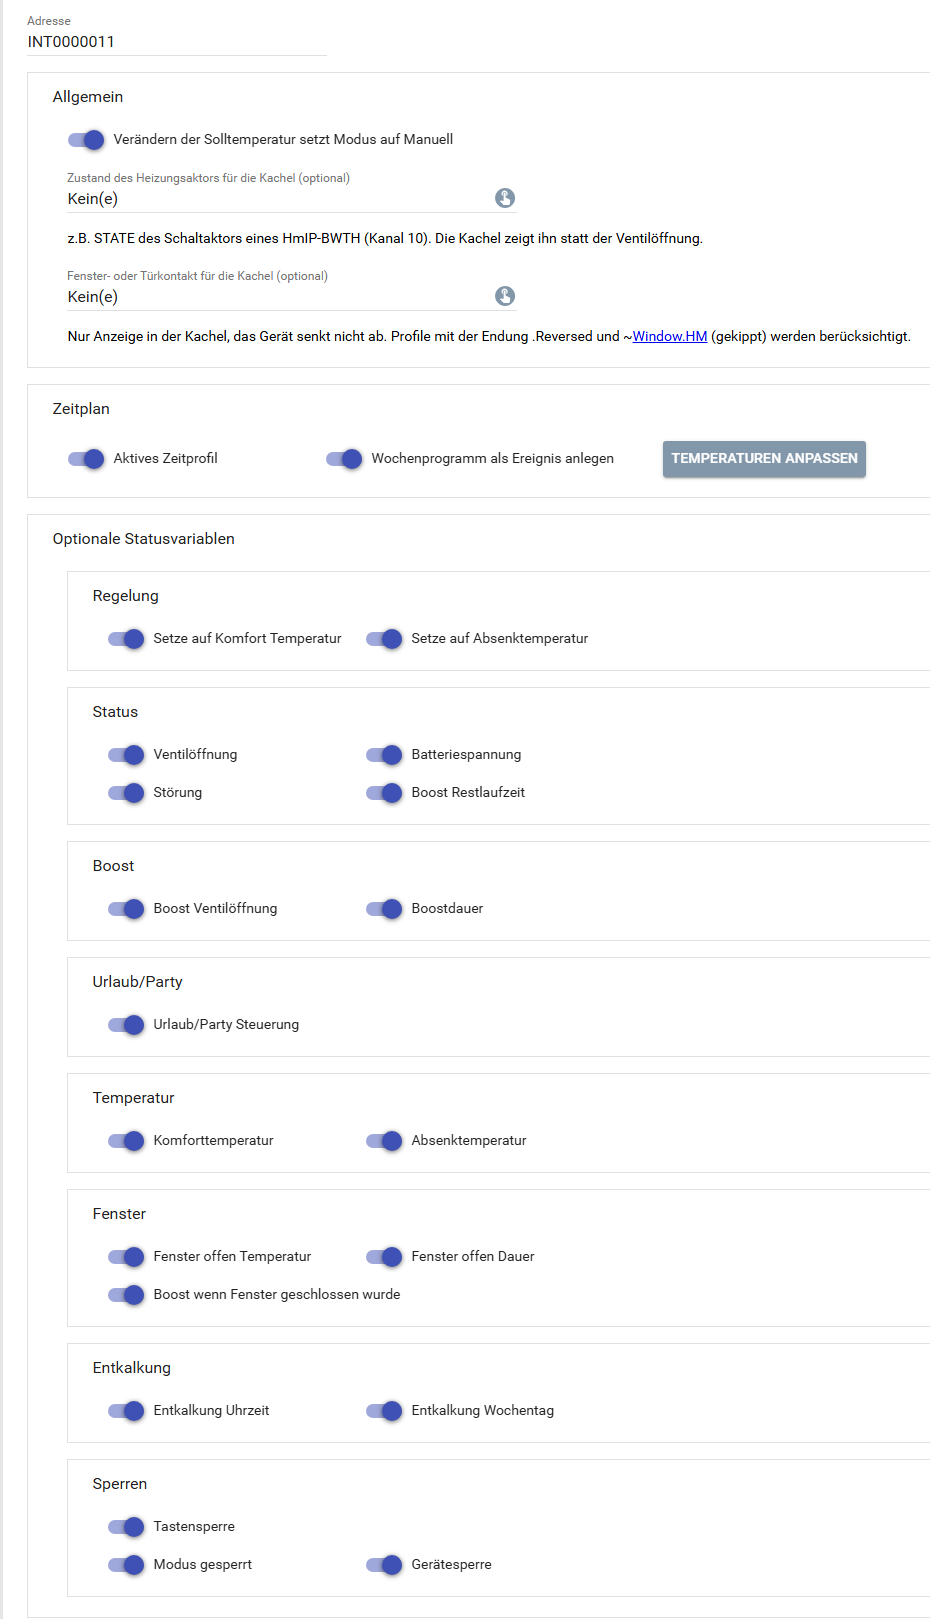 Adresse
INT0000011
Allgemein
Verändern der Solltemperatur setzt Modus auf Manuell
Zustand des Heizungsaktors für die Kachel (optional)
Kein(e)
z.B. STATE des Schaltaktors eines HmIP-BWTH (Kanal 10). Die Kachel zeigt ihn statt der Ventilöffnung.
Fenster- oder Türkontakt für die Kachel (optional)
Kein(e)
Nur Anzeige in der Kachel, das Gerät senkt nicht ab. Profile mit der Endung .Reversed und ~Window.HM (gekippt) werden berücksichtigt.
Zeitplan
Aktives Zeitprofil Wochenprogramm als Ereignis anlegen TEMPERATUREN ANPASSEN
Optionale Statusvariablen
Regelung
Setze auf Komfort Temperatur Setze auf Absenktemperatur
Status
Ventilöffnung Batteriespannung
Störung Boost Restlaufzeit
Boost
Boost Ventilöffnung Boostdauer
Urlaub/Party
Urlaub/Party Steuerung
Temperatur
Komforttemperatur Absenktemperatur
Fenster
Fenster offen Temperatur Fenster offen Dauer
Boost wenn Fenster geschlossen wurde
Entkalkung
Entkalkung Uhrzeit Entkalkung Wochentag
Sperren
Tastensperre
Modus gesperrt Gerätesperre